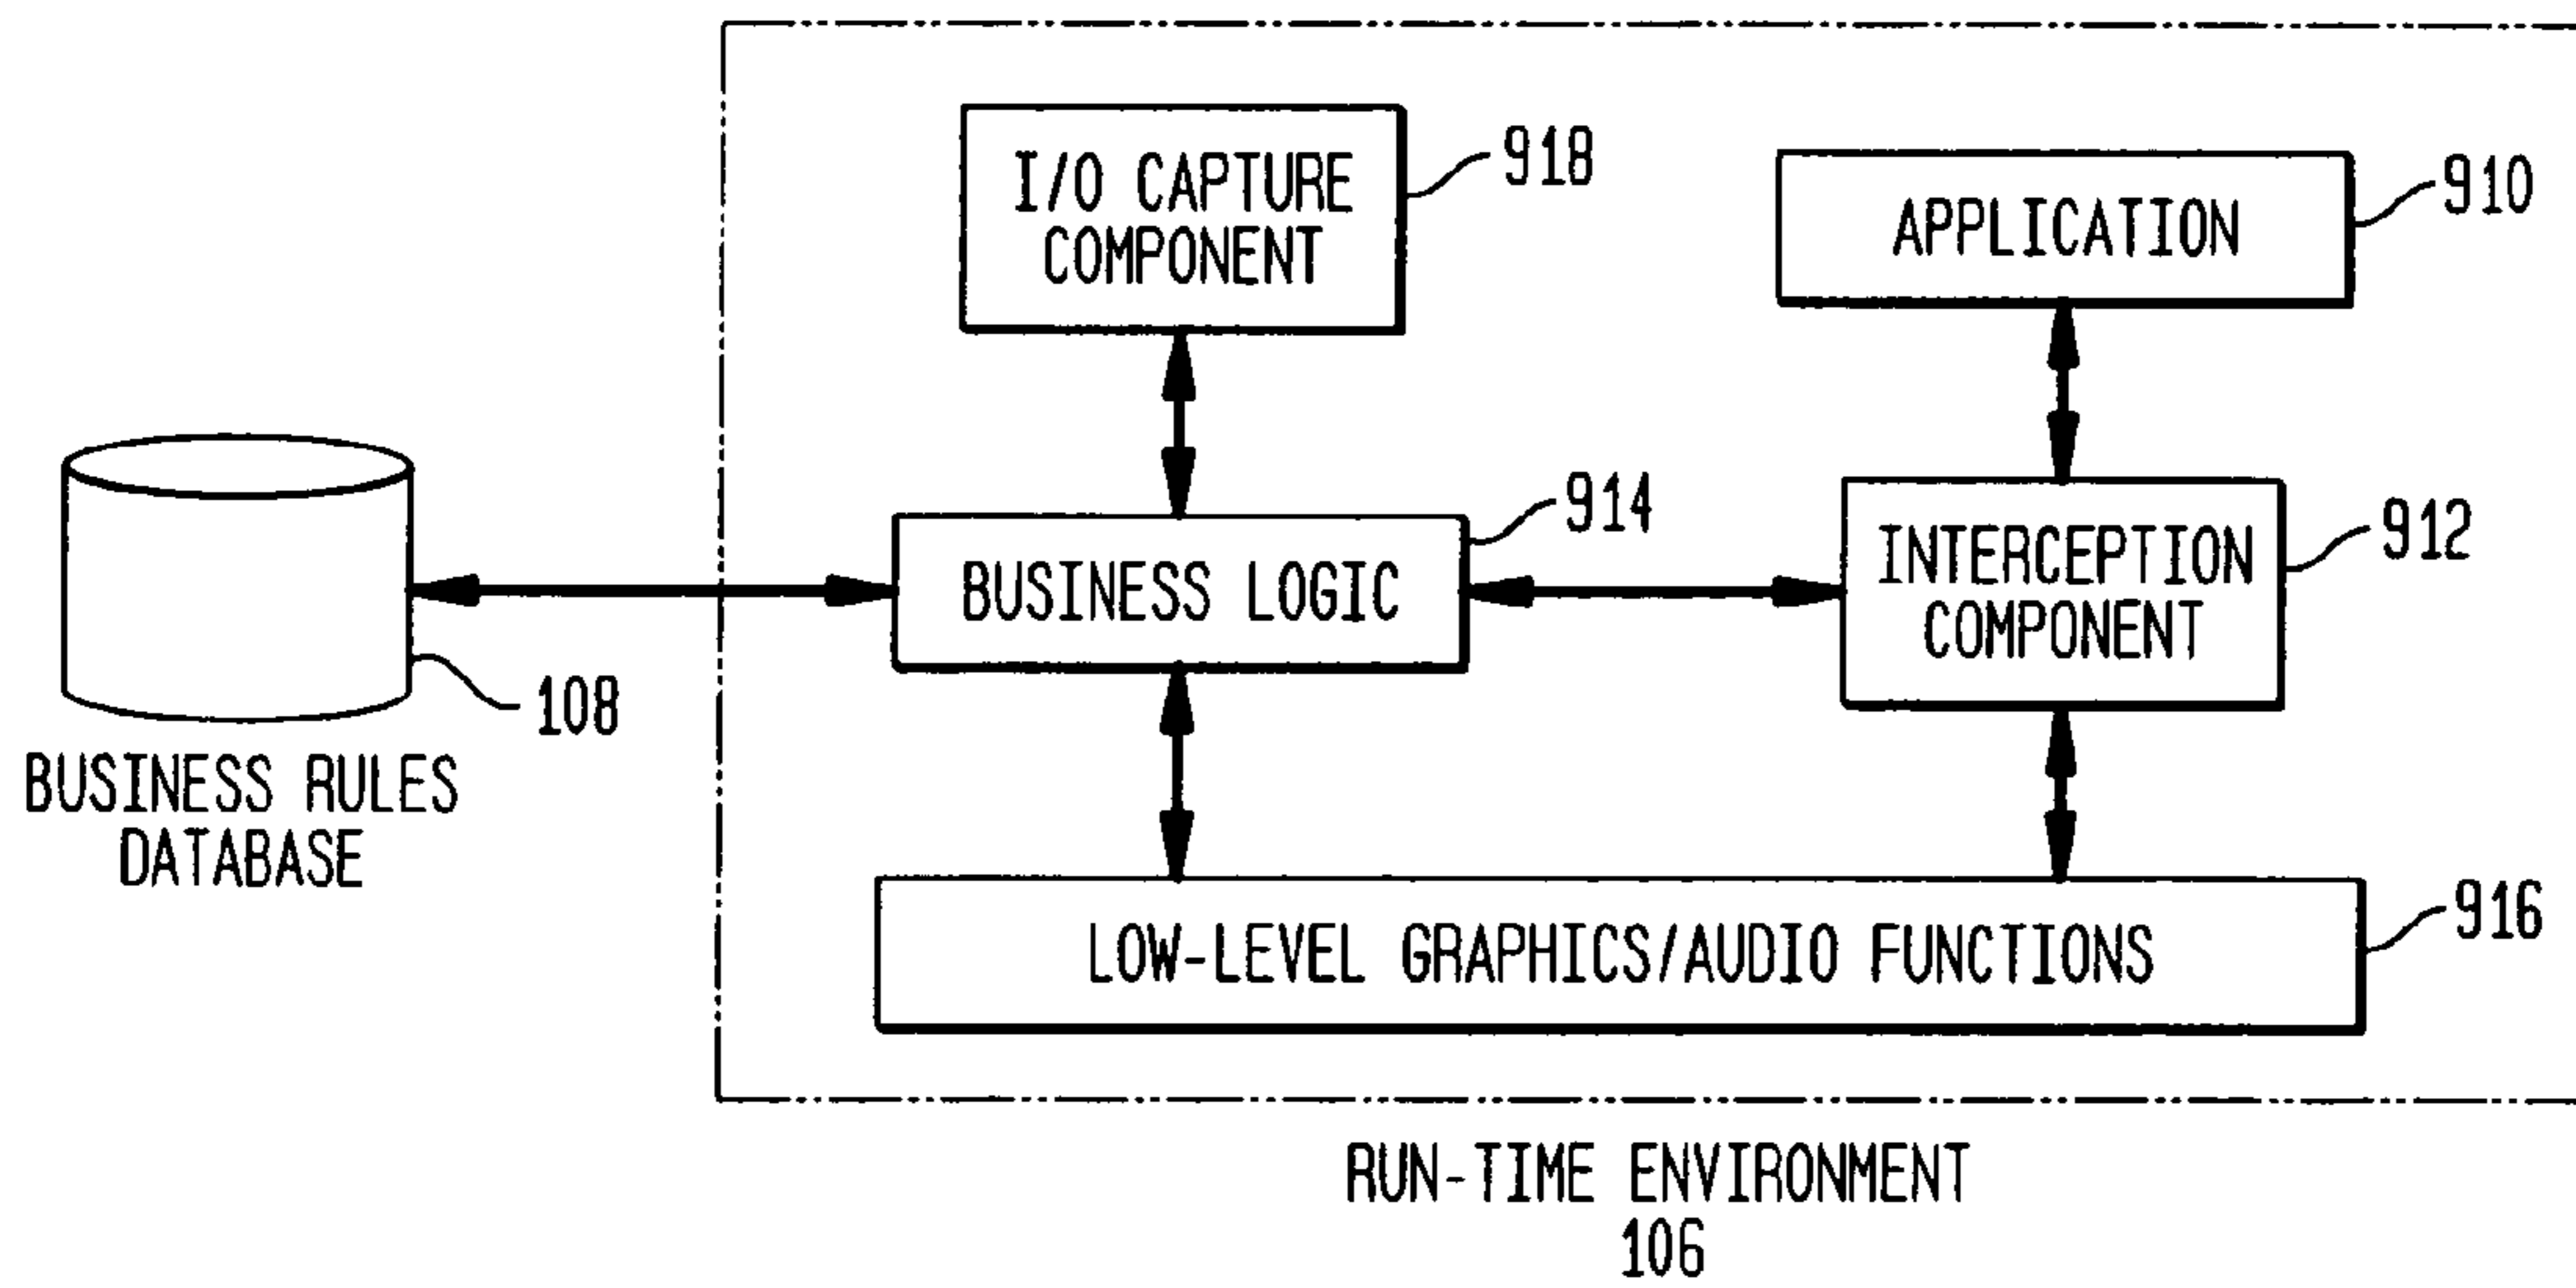 I/O CAPTURE
COMPONENT
918
APPLICATION
910
BUSINESS LOGIC
914
INTERCEPTION
COMPONENT
912
108
BUSINESS RULES
DATABASE
LOW-LEVEL GRAPHICS/AUDIO FUNCTIONS
916
RUN-TIME ENVIRONMENT
106